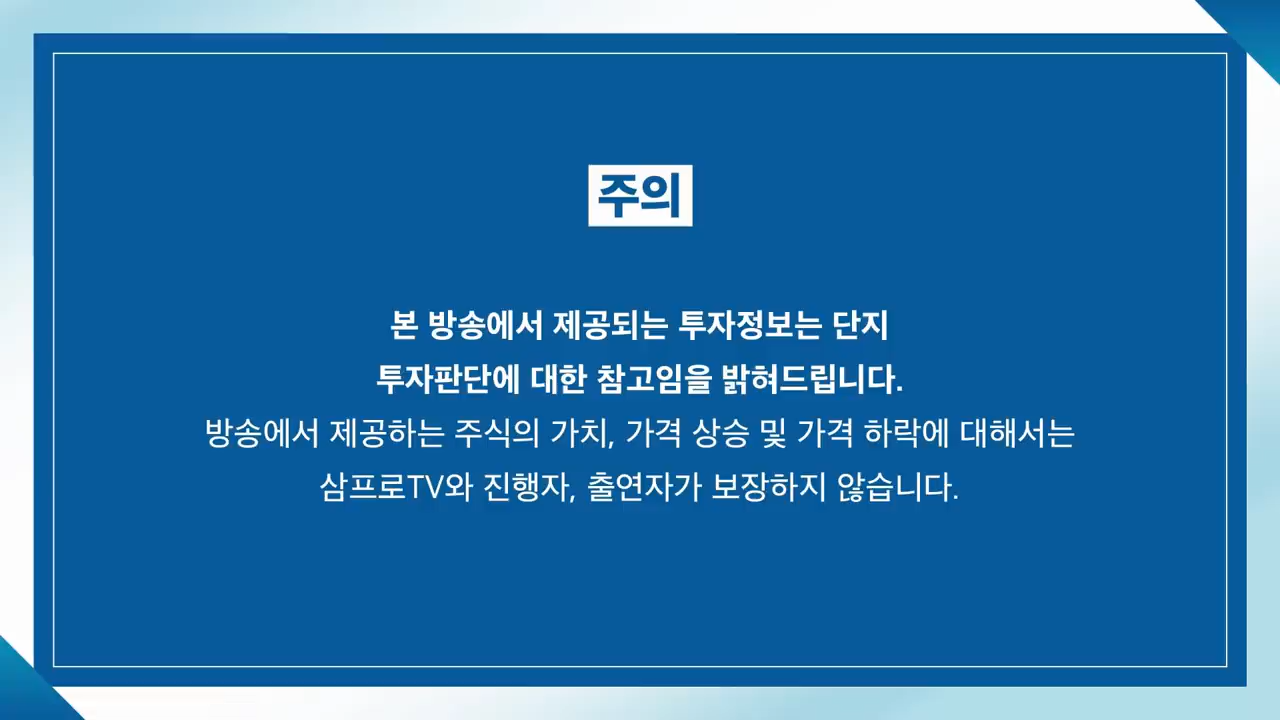 주의
본 방송에서 제공되는 투자정보는 단지
투자판단에 대한 참고임을 밝혀드립니다.
방송에서 제공하는 주식의 가치, 가격 상승 및 가격 하락에 대해서는
삼프로TV와 진행자, 출연자가 보장하지 않습니다.